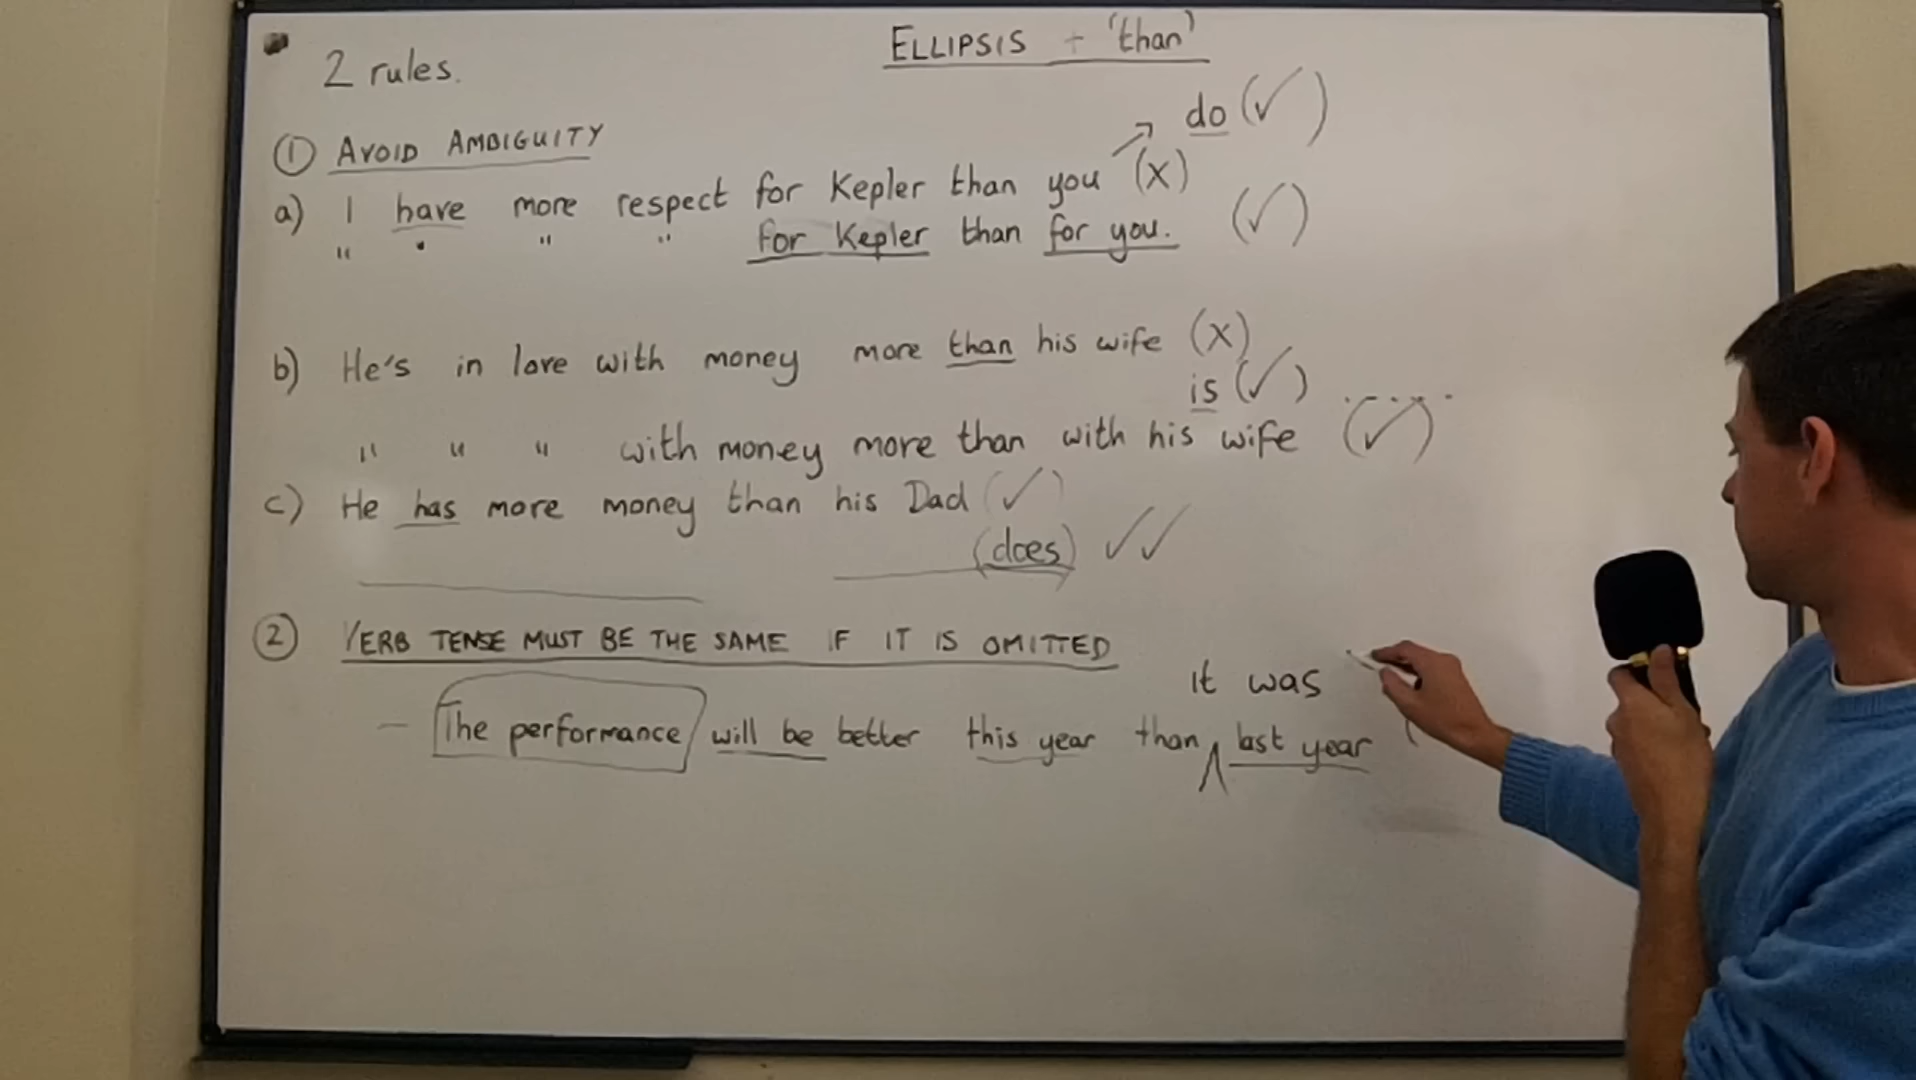 ELLIPSIS + 'than'
2 rules.
① AVOID AMBIGUITY
do (✓)
a) I have more respect for Kepler than you (x)
" " " " for Kepler than for you. (✓)
b) He's in love with money more than his wife (x)
is (✓)
" " " with money more than with his wife (✓)
c) He has more money than his Dad (✓)
(does) ✓✓
② VERB TENSE MUST BE THE SAME IF IT IS OMITTED
it was
- The performance will be better this year than ⋀ last year (